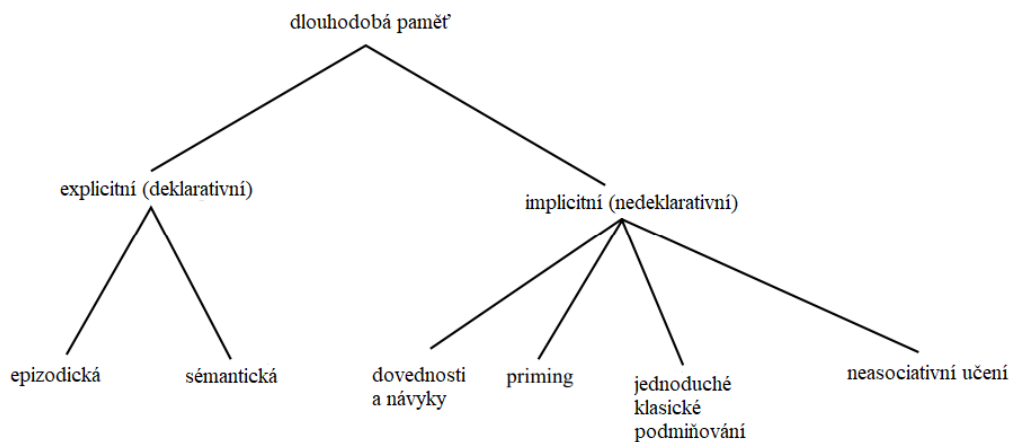 dlouhodobá paměť
explicitní (deklarativní)
implicitní (nedeklarativní)
epizodická
sémantická
dovednosti
a návyky
priming
jednoduché
klasické
podmiňování
neasociativní učení